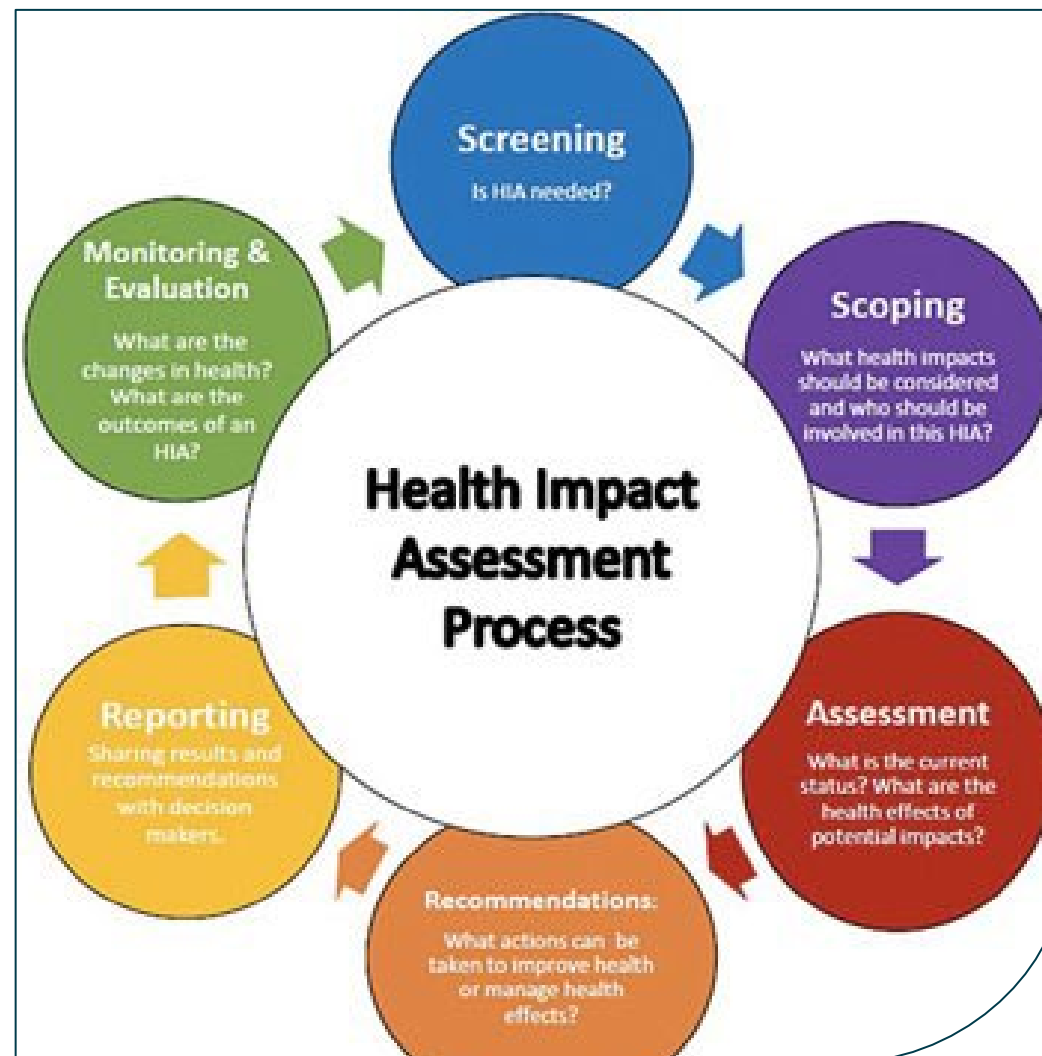 Screening
Is HIA needed?
Scoping
What health impacts
should be considered
and who should be
involved in this HIA?
Assessment
What is the current
status? What are the
health effects of
potential impacts?
Recommendations:
What actions can be
taken to improve health
or manage health
effects?
Reporting
Sharing results and
recommendations
with decision
makers.
Monitoring &
Evaluation
What are the
changes in health?
What are the
outcomes of an
HIA?
Health Impact
Assessment
Process